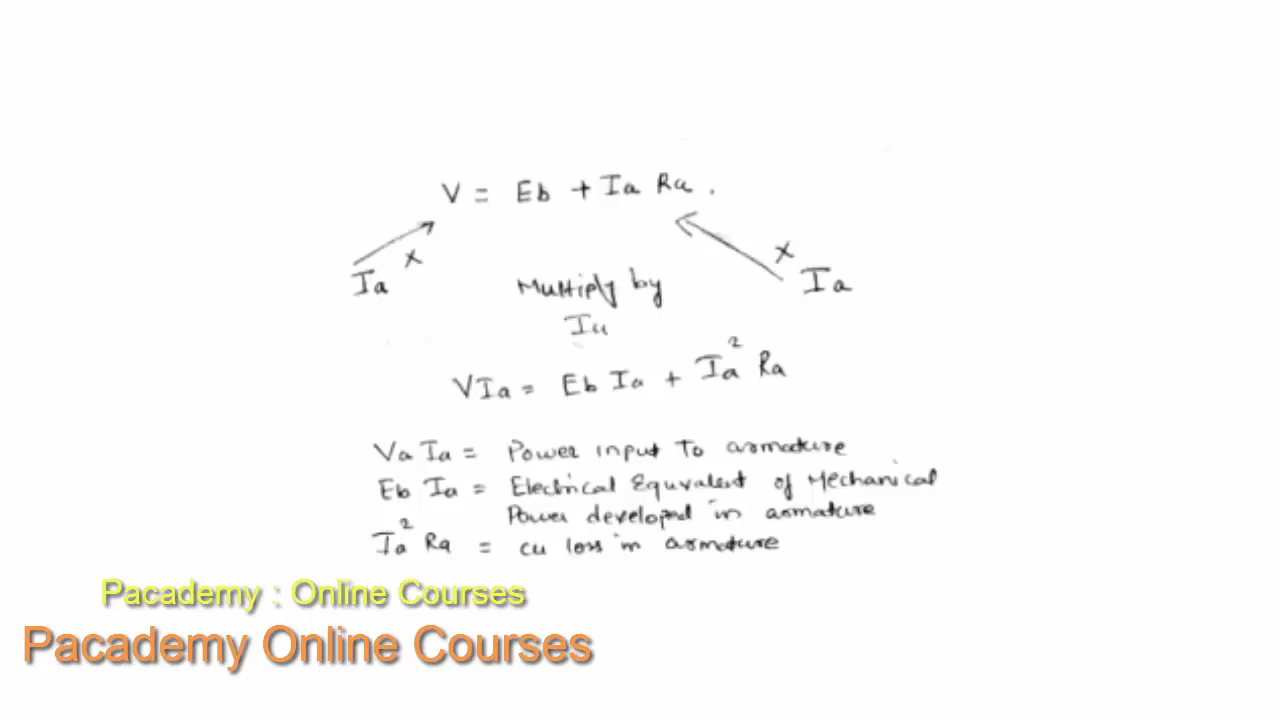 V = Eb + Ia Ra .
Ia × × Ia
Multiply by
Ia
VIa = Eb Ia + Ia² Ra
Va Ia = Power input To armature
Eb Ia = Electrical Equvalent of Mechanical
Power developed in armature
Ia² Ra = cu loss in armature
Pacademy : Online Courses
Pacademy Online Courses